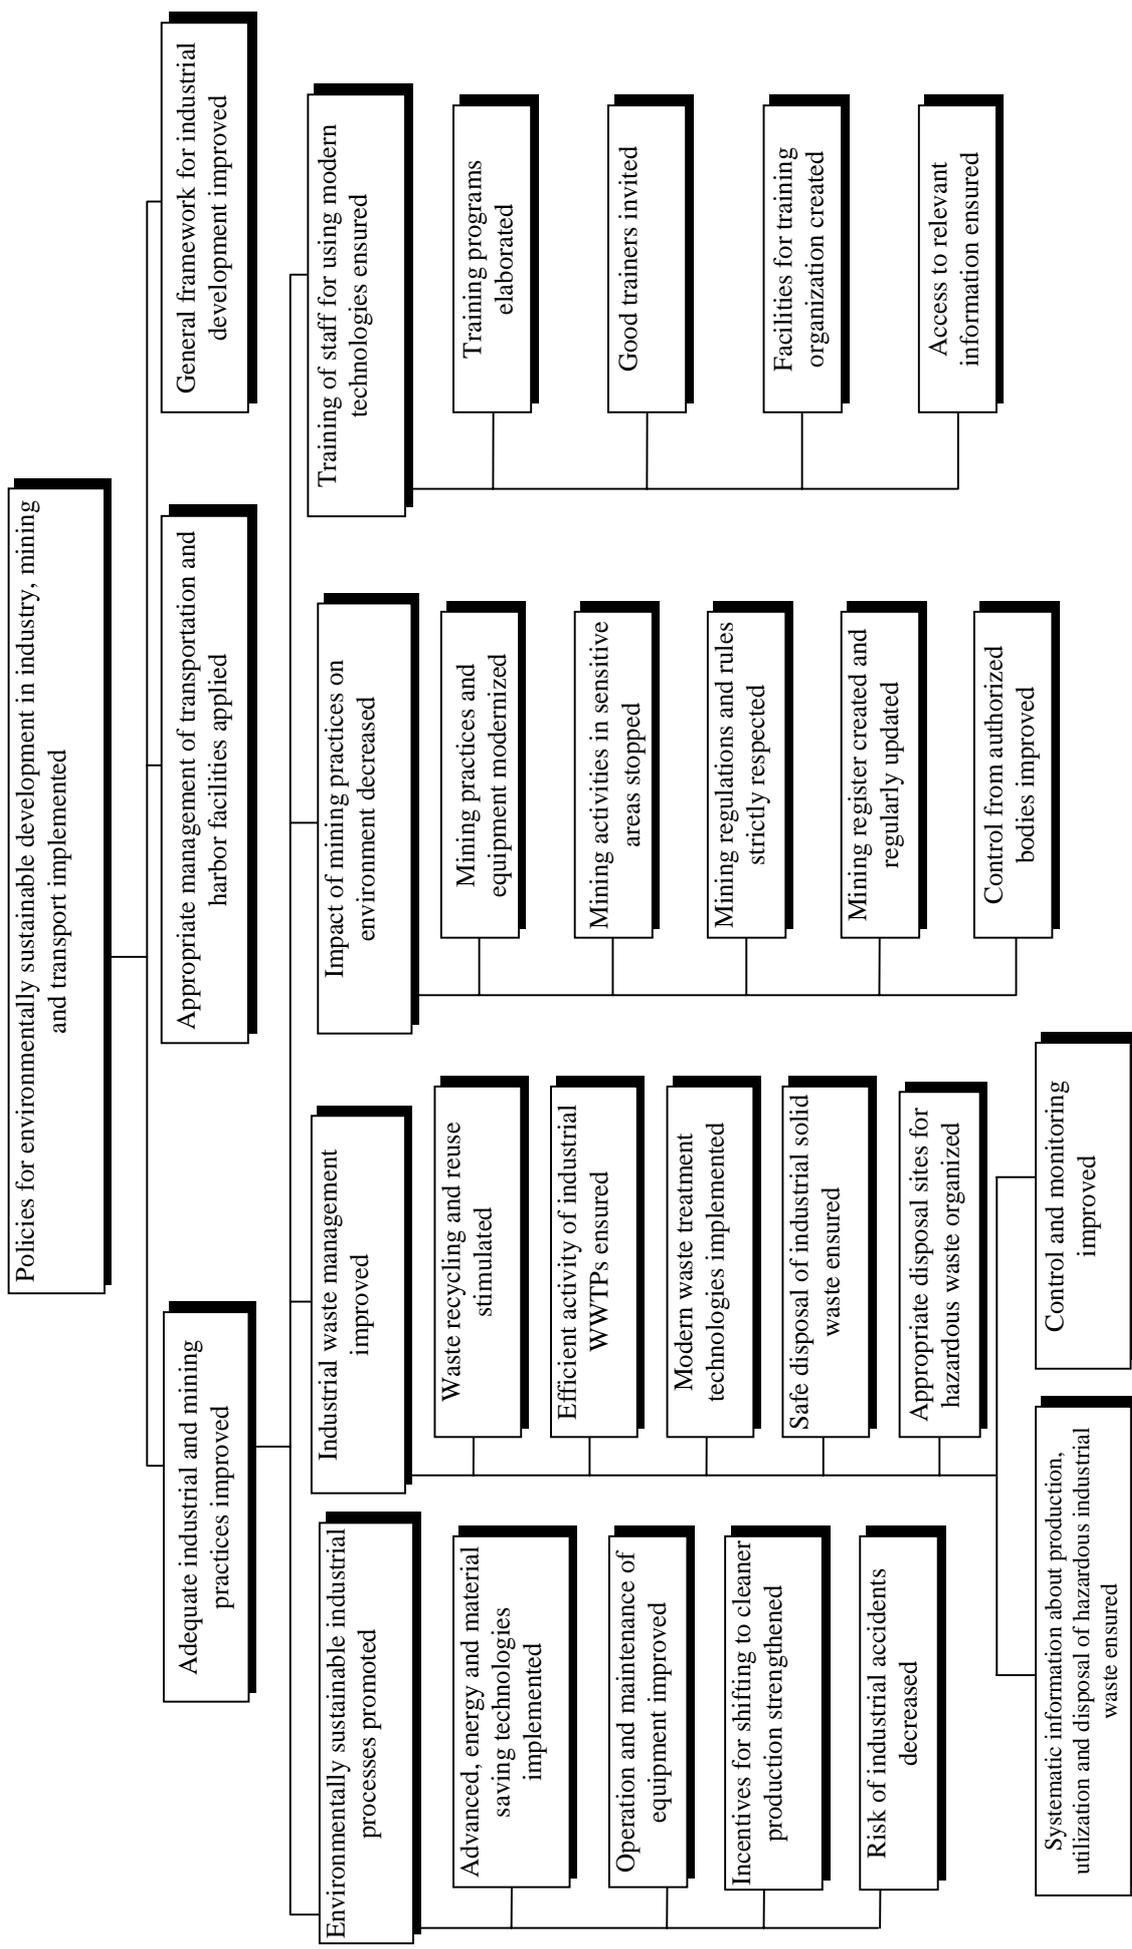 Policies for environmentally sustainable development in industry, mining
and transport implemented
Adequate industrial and mining
practices improved
Appropriate management of transportation and
harbor facilities applied
General framework for industrial
development improved
Environmentally sustainable industrial
processes promoted
Advanced, energy and material
saving technologies
implemented
Operation and maintenance of
equipment improved
Incentives for shifting to cleaner
production strengthened
Risk of industrial accidents
decreased
Industrial waste management
improved
Waste recycling and reuse
stimulated
Efficient activity of industrial
WWTPs ensured
Modern waste treatment
technologies implemented
Safe disposal of industrial solid
waste ensured
Appropriate disposal sites for
hazardous waste organized
Systematic information about production,
utilization and disposal of hazardous industrial
waste ensured
Control and monitoring
improved
Impact of mining practices on
environment decreased
Mining practices and
equipment modernized
Mining activities in sensitive
areas stopped
Mining regulations and rules
strictly respected
Mining register created and
regularly updated
Control from authorized
bodies improved
Training of staff for using modern
technologies ensured
Training programs
elaborated
Good trainers invited
Facilities for training
organization created
Access to relevant
information ensured